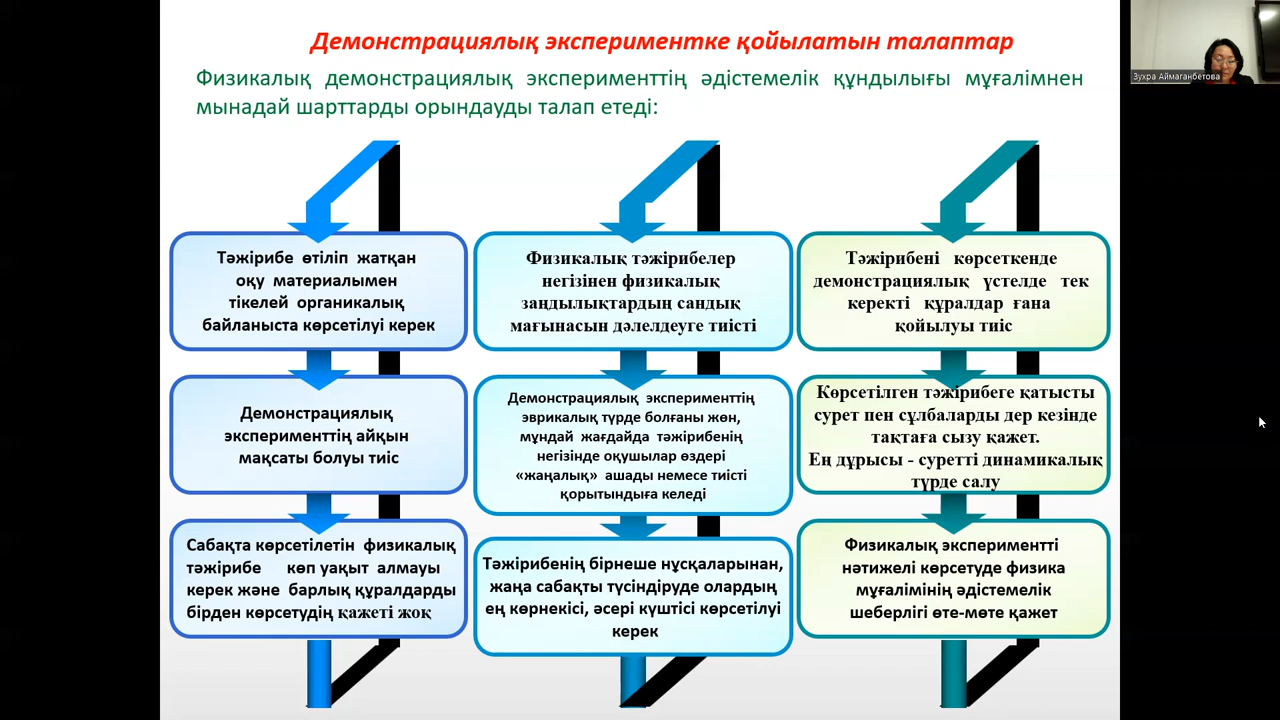 Демонстрациялық экспериментке қойылатын талаптар
Физикалық демонстрациялық эксперименттің әдістемелік құндылығы мұғалімнен
мынадай шарттарды орындауды талап етеді:
Тәжірибе өтіліп жатқан
оқу материалымен
тікелей органикалық
байланыста көрсетілуі керек
Демонстрациялық
эксперименттің айқын
мақсаты болуы тиіс
Сабақта көрсетілетін физикалық
тәжірибе көп уақыт алмауы
керек және барлық құралдарды
бірден көрсетудің қажеті жоқ
Физикалық тәжірибелер
негізінен физикалық
заңдылықтардың сандық
мағынасын дәлелдеуге тиісті
Демонстрациялық эксперименттің
эврикалық түрде болғаны жөн,
мұндай жағдайда тәжірибенің
негізінде оқушылар өздері
«жаңалық» ашады немесе тиісті
қорытындыға келеді
Тәжірибенің бірнеше нұсқаларынан,
жаңа сабақты түсіндіруде олардың
ең көрнекісі, әсері күштісі көрсетілуі
керек
Тәжірибені көрсеткенде
демонстрациялық үстелде тек
керекті құралдар ғана
қойылуы тиіс
Көрсетілген тәжірибеге қатысты
сурет пен сұлбаларды дер кезінде
тақтаға сызу қажет.
Ең дұрысы - суретті динамикалық
түрде салу
Физикалық экспериментті
нәтижелі көрсетуде физика
мұғалімінің әдістемелік
шеберлігі өте-мөте қажет
Зухра Аймаганбетова